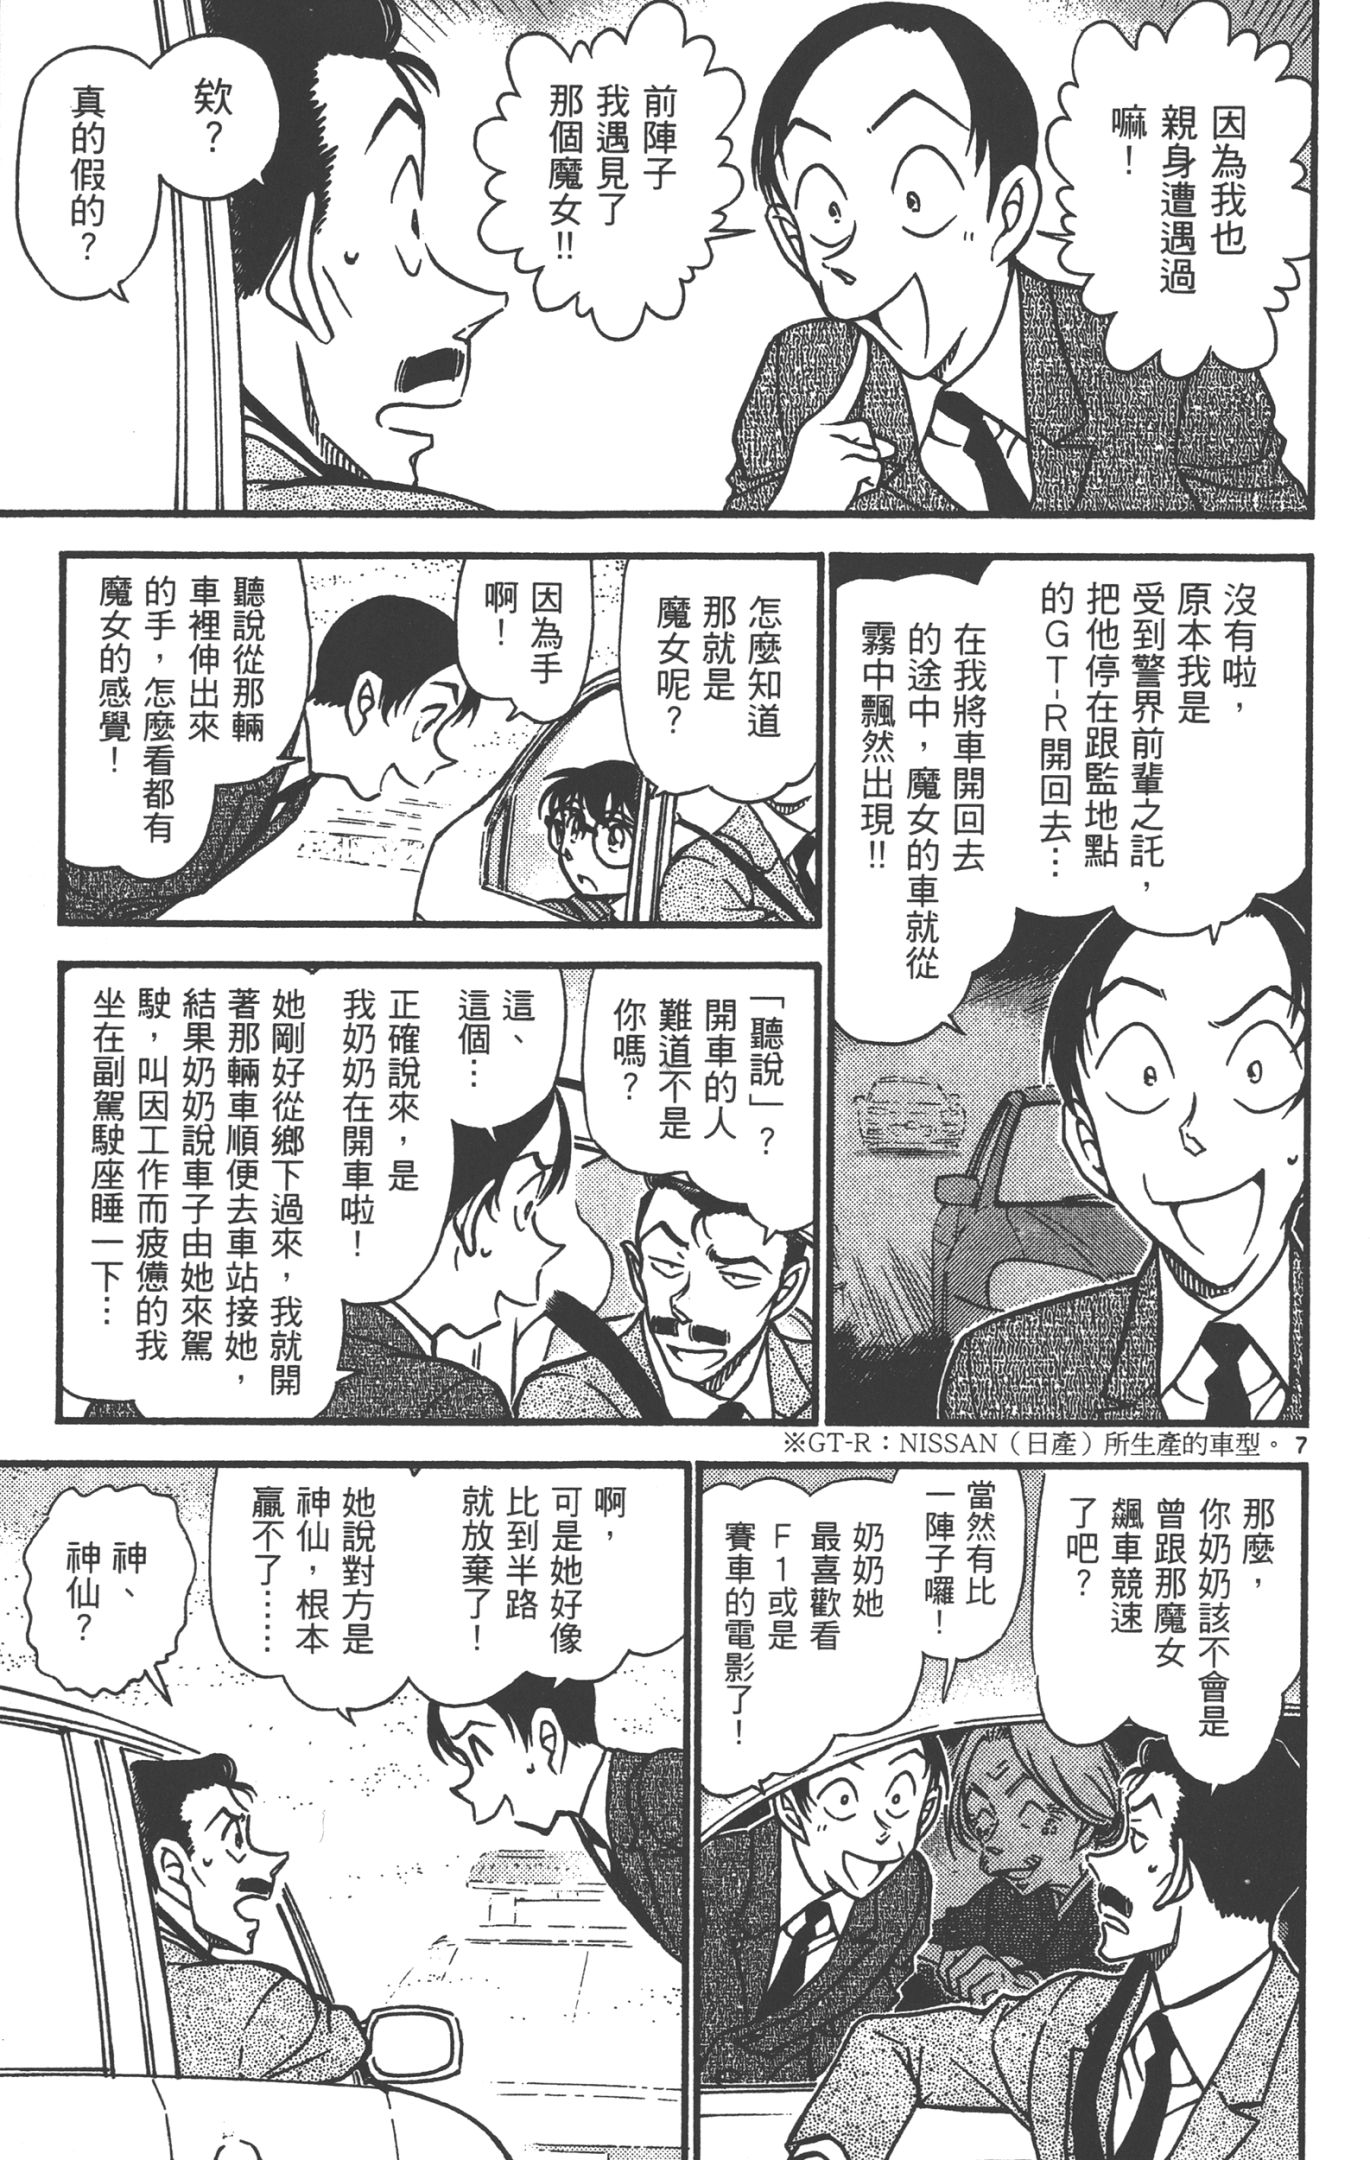 因為我也
親身遭遇過
嘛！
前陣子
我遇見了
那個魔女!!
欸？
真的假的？
沒有啦，
原本我是
受到警界前輩之託，
把他停在跟監地點
的GT-R開回去…
在我將車開回去
的途中，魔女的車就從
霧中飄然出現!!
怎麼知道
那就是
魔女呢？
因為手
啊！
聽說從那輛
車裡伸出來
的手，怎麼看都有
魔女的感覺！
「聽說」？
開車的人
難道不是
你嗎？
這、
這個…
正確說來，是
我奶奶在開車啦！
她剛好從鄉下過來，我就開
著那輛車順便去車站接她，
結果奶奶說車子由她來駕
駛，叫因工作而疲憊的我
坐在副駕駛座睡一下…
※GT-R：NISSAN（日產）所生產的車型。
7
那麼，
你奶奶該不會是
曾跟那魔女
飆車競速
了吧？
當然有比
一陣子囉！
奶奶她
最喜歡看
F1或是
賽車的電影了！
啊，
可是她好像
比到半路
就放棄了！
她說對方是
神仙，根本
贏不了……
神、
神仙？